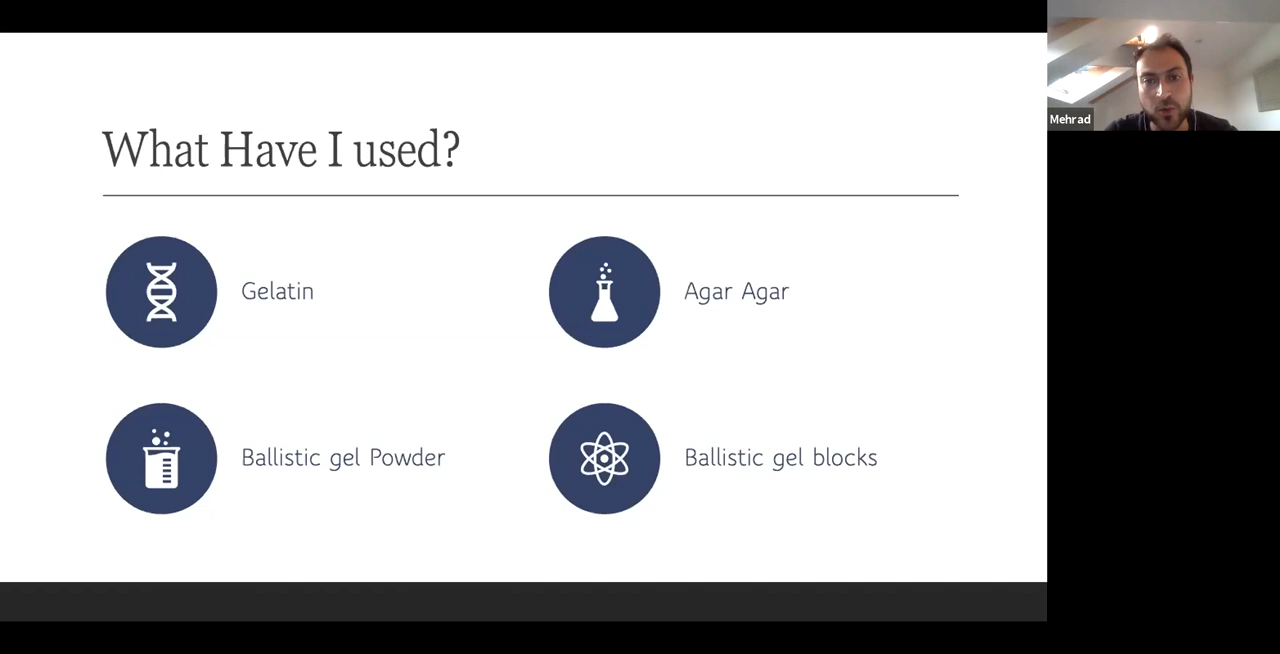 What Have I used?
Gelatin
Agar Agar
Ballistic gel Powder
Ballistic gel blocks
Mehrad